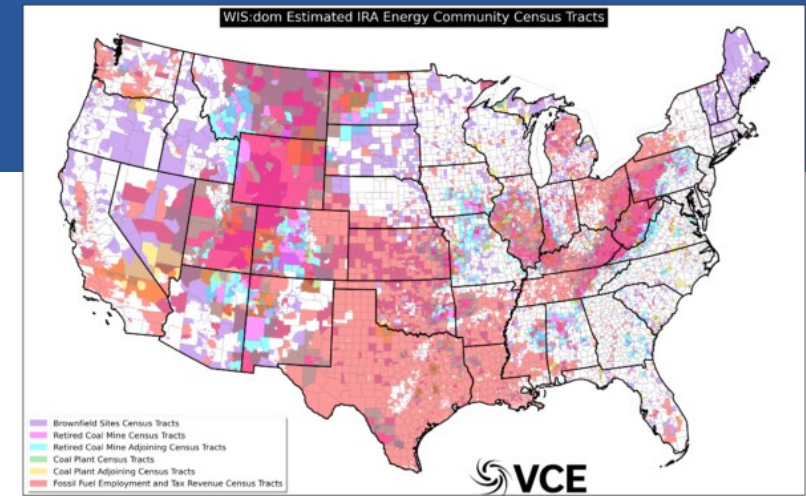 WIS:dom Estimated IRA Energy Community Census Tracts
Brownfield Sites Census Tracts
Retired Coal Mine Census Tracts
Retired Coal Mine Adjoining Census Tracts
Coal Plant Census Tracts
Coal Plant Adjoining Census Tracts
Fossil Fuel Employment and Tax Revenue Census Tracts
VCE